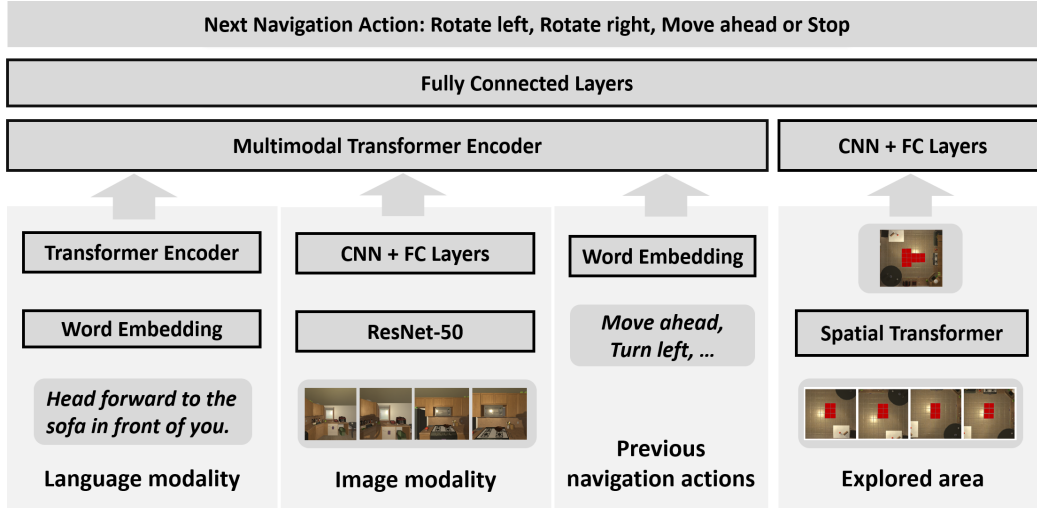 Next Navigation Action: Rotate left, Rotate right, Move ahead or Stop
Fully Connected Layers
Multimodal Transformer Encoder
CNN + FC Layers
Transformer Encoder
Word Embedding
Head forward to the
sofa in front of you.
Language modality
CNN + FC Layers
ResNet-50
Image modality
Word Embedding
Move ahead,
Turn left, ...
Previous
navigation actions
Spatial Transformer
Explored area